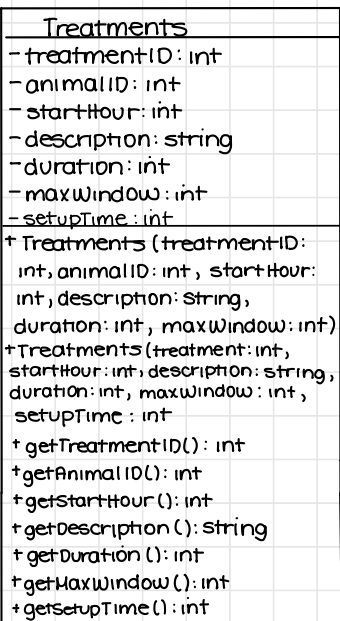 Treatments
- treatmentID: int
- animalID: int
- startHour: int
- description: string
- duration: int
- maxWindow: int
- setupTime: int
+ Treatments (treatmentID:
int, animalID: int, startHour:
int, description: string,
duration: int, maxWindow: int)
+ Treatments(treatment: int,
startHour: int, description: string,
duration: int, maxWindow: int,
setupTime: int
+ getTreatmentID(): int
+ getAnimalID(): int
+ getStartHour(): int
+ getDescription(): string
+ getDuration(): int
+ getMaxWindow(): int
+ getSetupTime(): int